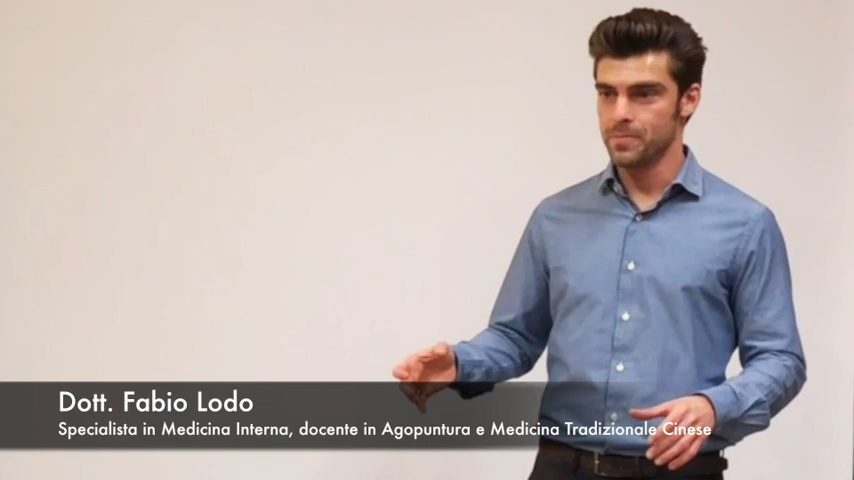 Dott. Fabio Lodo
Specialista in Medicina Interna, docente in Agopuntura e Medicina Tradizionale Cinese